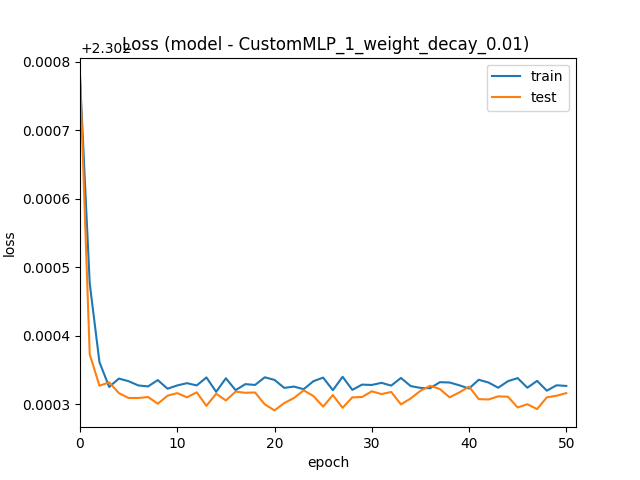 Loss (model - CustomMLP_1_weight_decay_0.01)
+2.302
0.0008
0.0007
0.0006
0.0005
0.0004
0.0003
loss
train
test
0 10 20 30 40 50
epoch